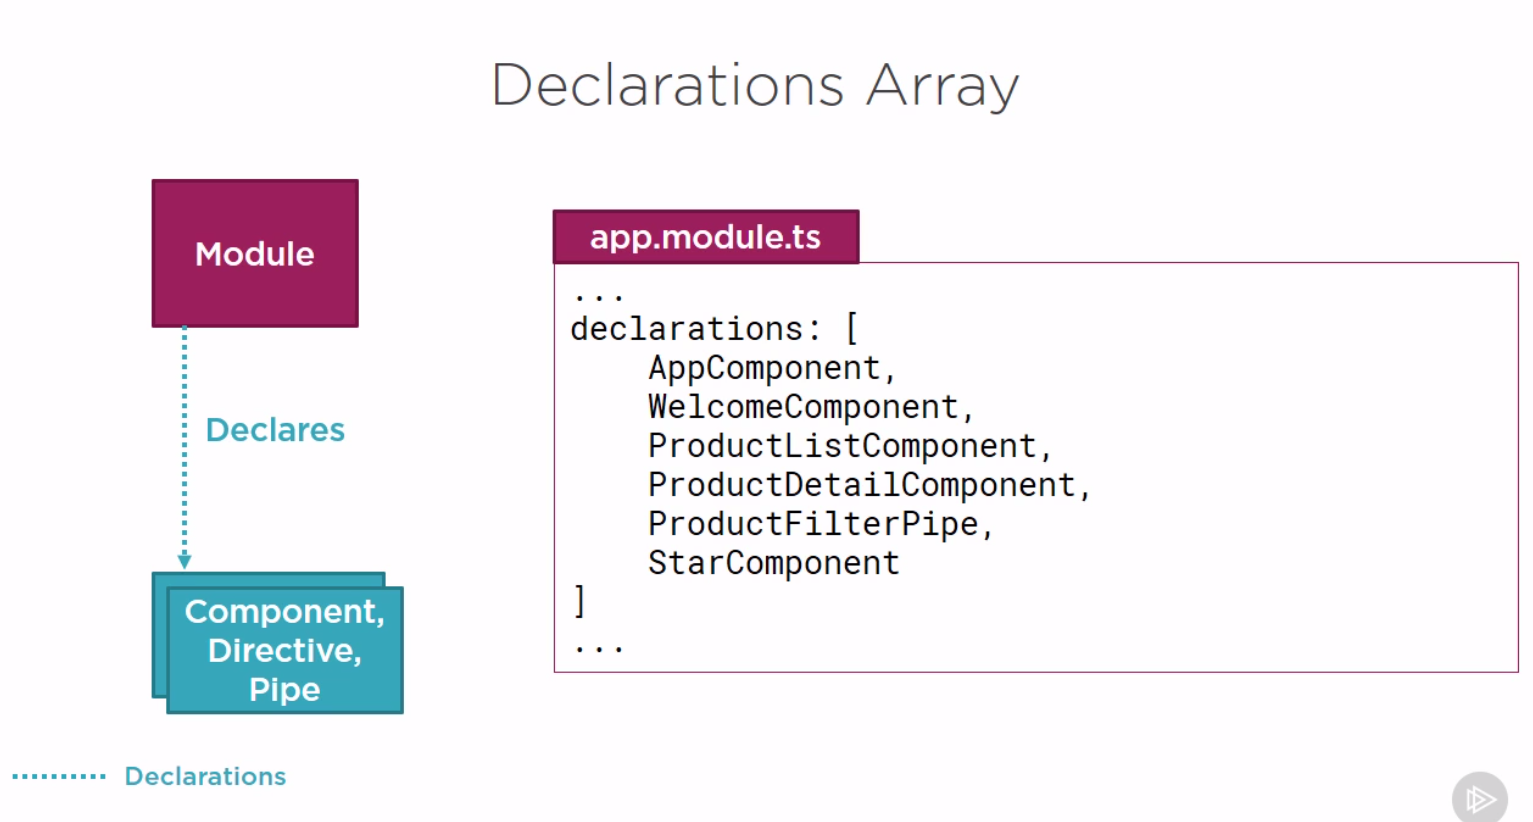 Declarations Array
Module
Declares
Component,
Directive,
Pipe
Declarations
app.module.ts
...
declarations: [
AppComponent,
WelcomeComponent,
ProductListComponent,
ProductDetailComponent,
ProductFilterPipe,
StarComponent
]
...